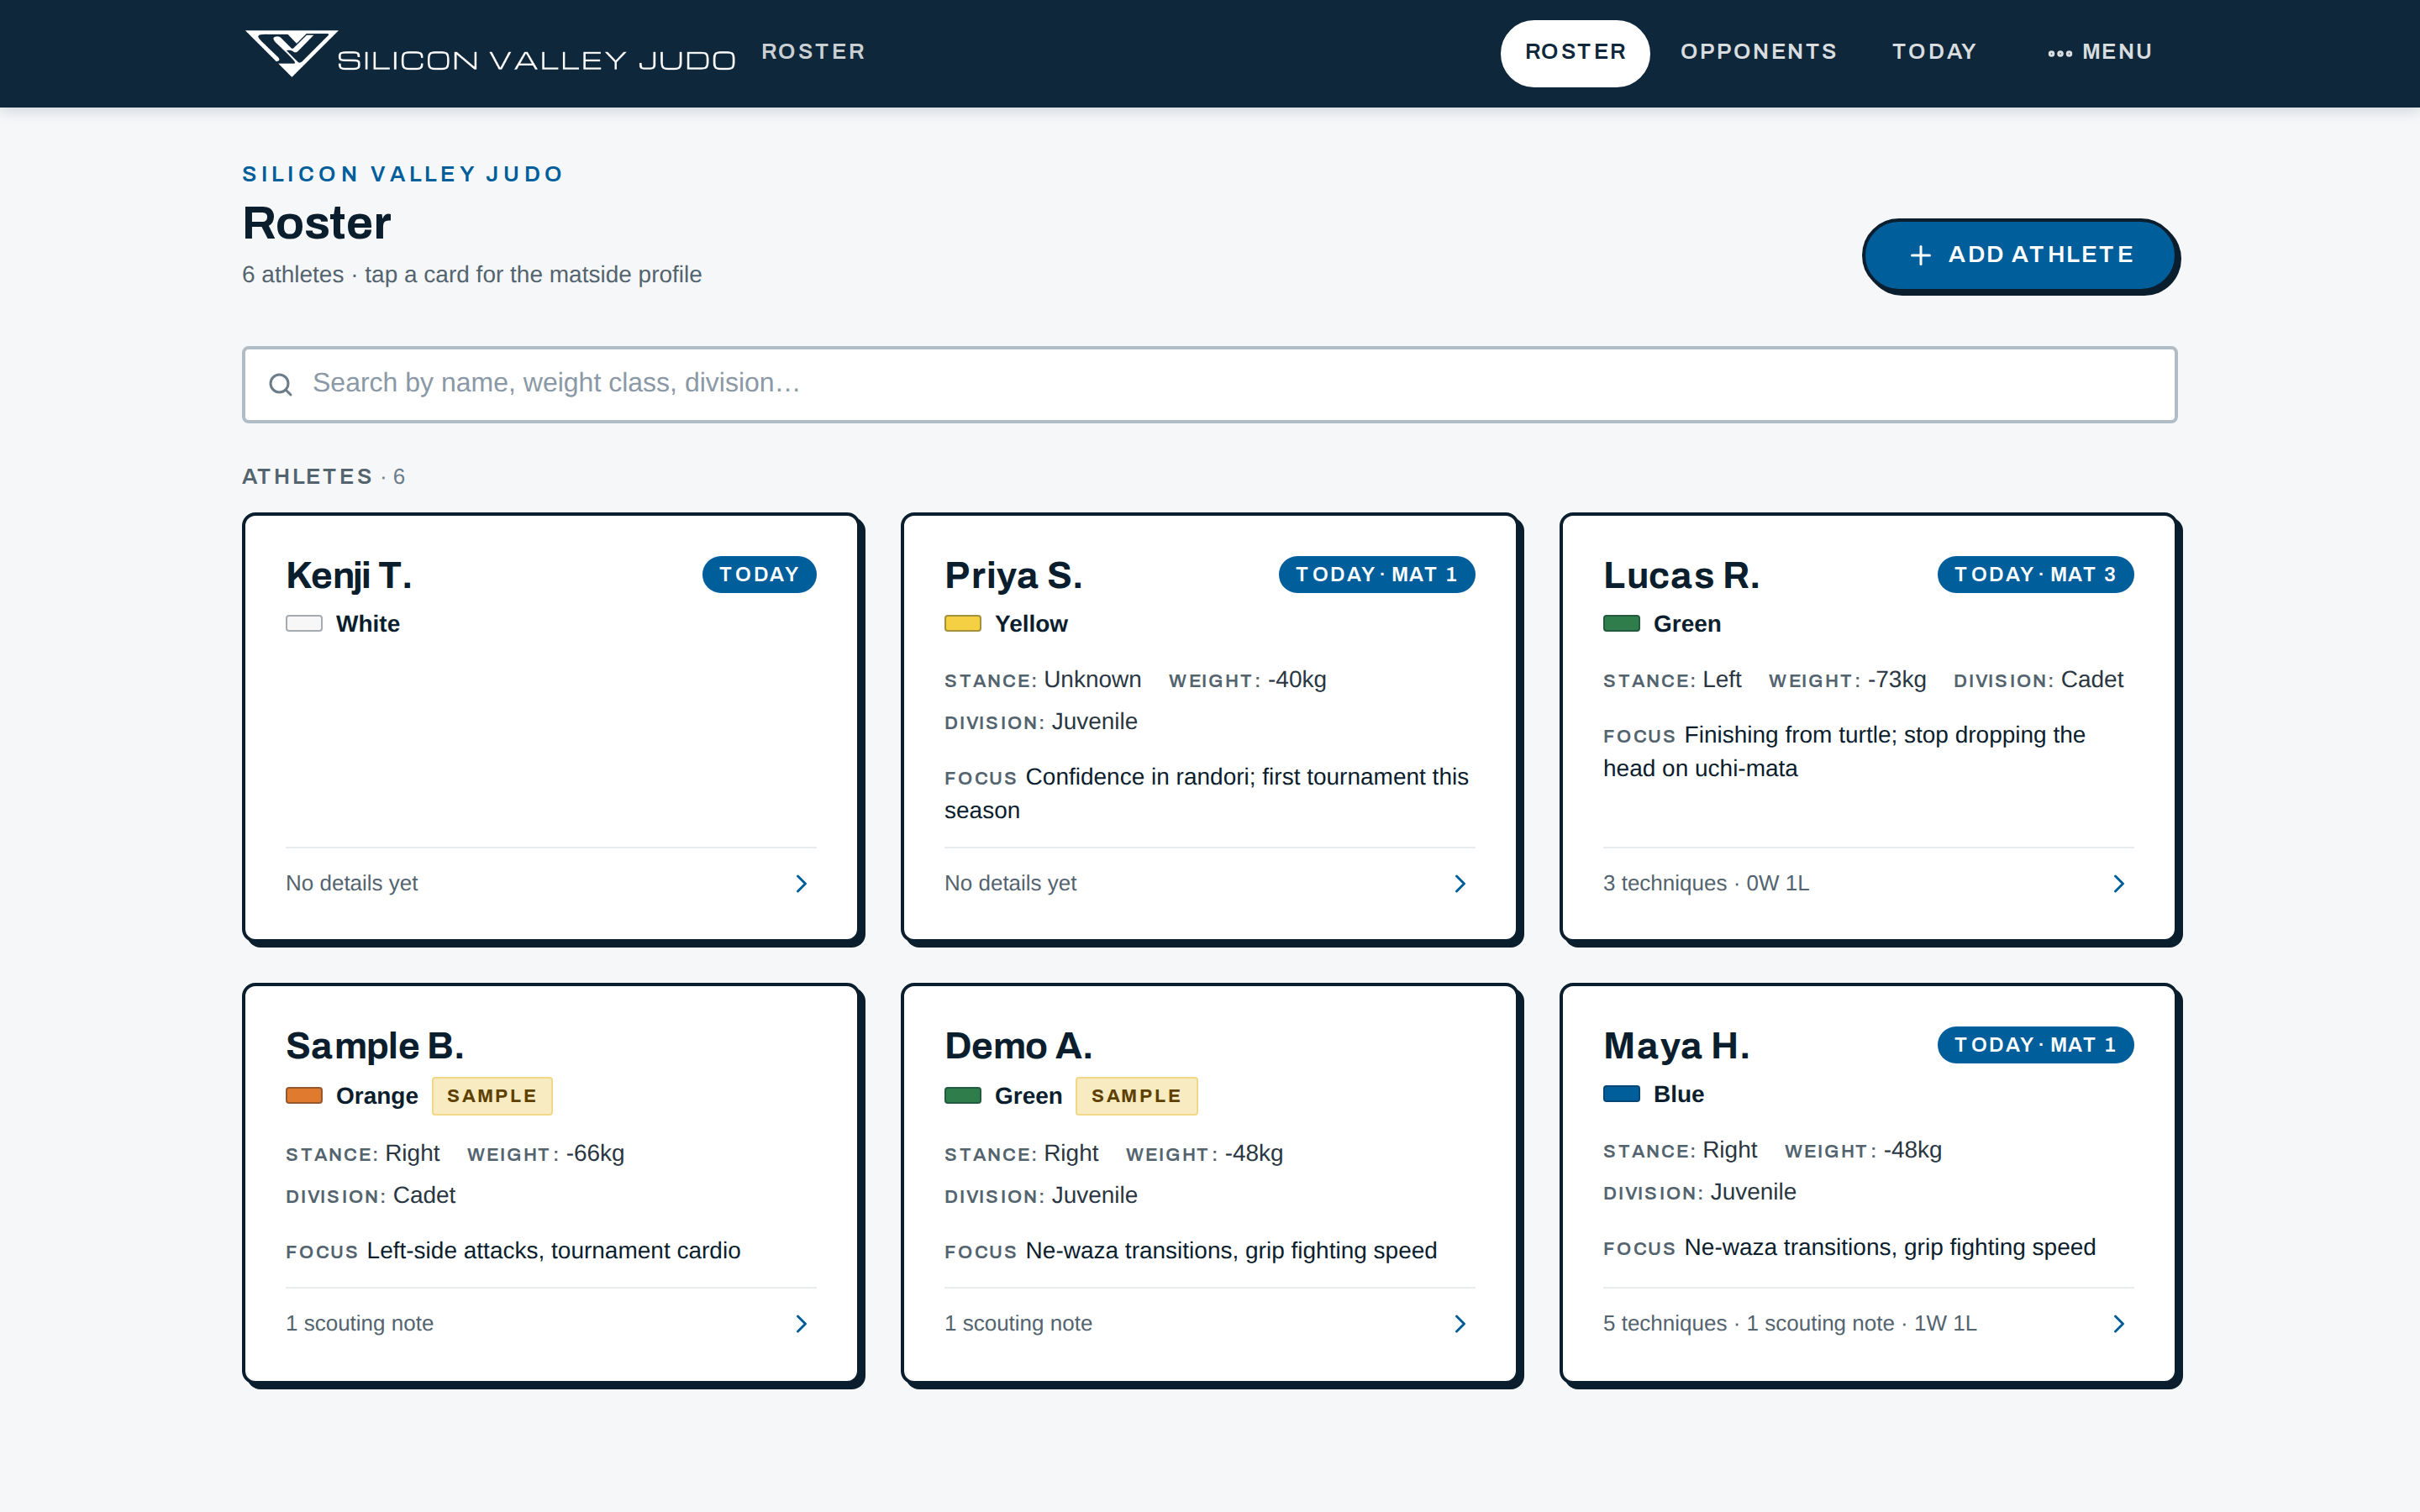 SILICON VALLEY JUDO ROSTER ROSTER OPPONENTS TODAY MENU
SILICON VALLEY JUDO
Roster
6 athletes · tap a card for the matside profile
ADD ATHLETE
Search by name, weight class, division…
ATHLETES · 6
Kenji T. TODAY
White
No details yet
Priya S. TODAY · MAT 1
Yellow
STANCE: Unknown WEIGHT: -40kg
DIVISION: Juvenile
FOCUS Confidence in randori; first tournament this
season
No details yet
Lucas R. TODAY · MAT 3
Green
STANCE: Left WEIGHT: -73kg DIVISION: Cadet
FOCUS Finishing from turtle; stop dropping the
head on uchi-mata
3 techniques · 0W 1L
Sample B.
Orange SAMPLE
STANCE: Right WEIGHT: -66kg
DIVISION: Cadet
FOCUS Left-side attacks, tournament cardio
1 scouting note
Demo A.
Green SAMPLE
STANCE: Right WEIGHT: -48kg
DIVISION: Juvenile
FOCUS Ne-waza transitions, grip fighting speed
1 scouting note
Maya H. TODAY · MAT 1
Blue
STANCE: Right WEIGHT: -48kg
DIVISION: Juvenile
FOCUS Ne-waza transitions, grip fighting speed
5 techniques · 1 scouting note · 1W 1L